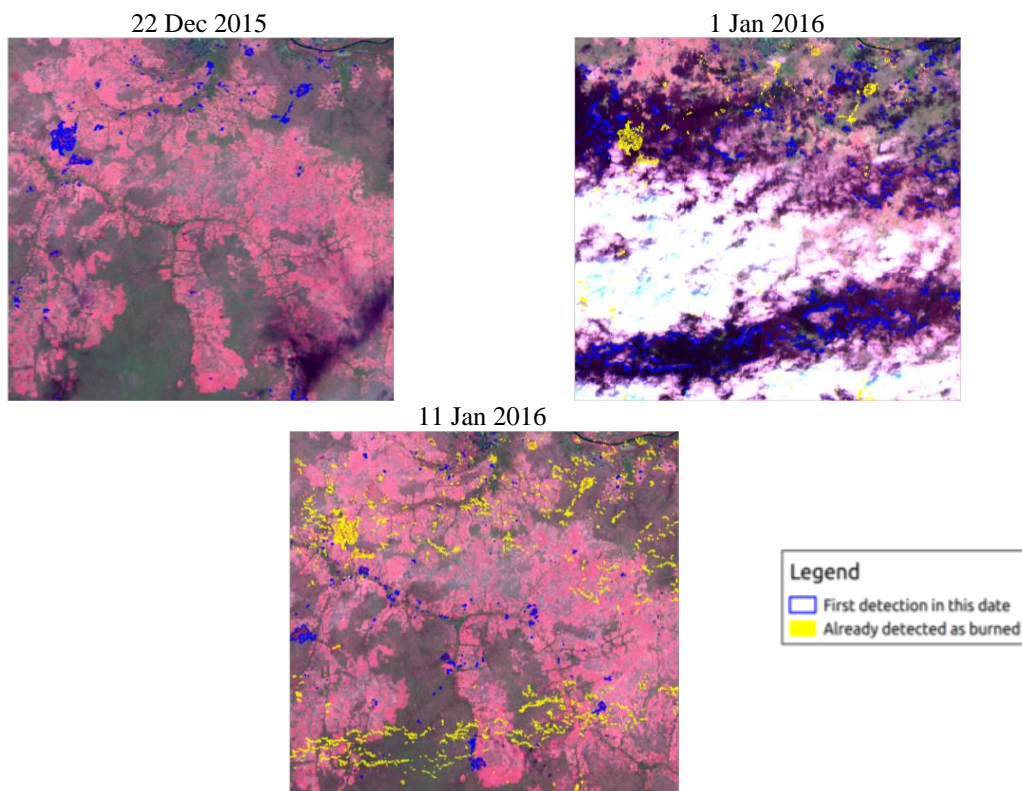 22 Dec 2015
1 Jan 2016
11 Jan 2016
Legend
First detection in this date
Already detected as burned